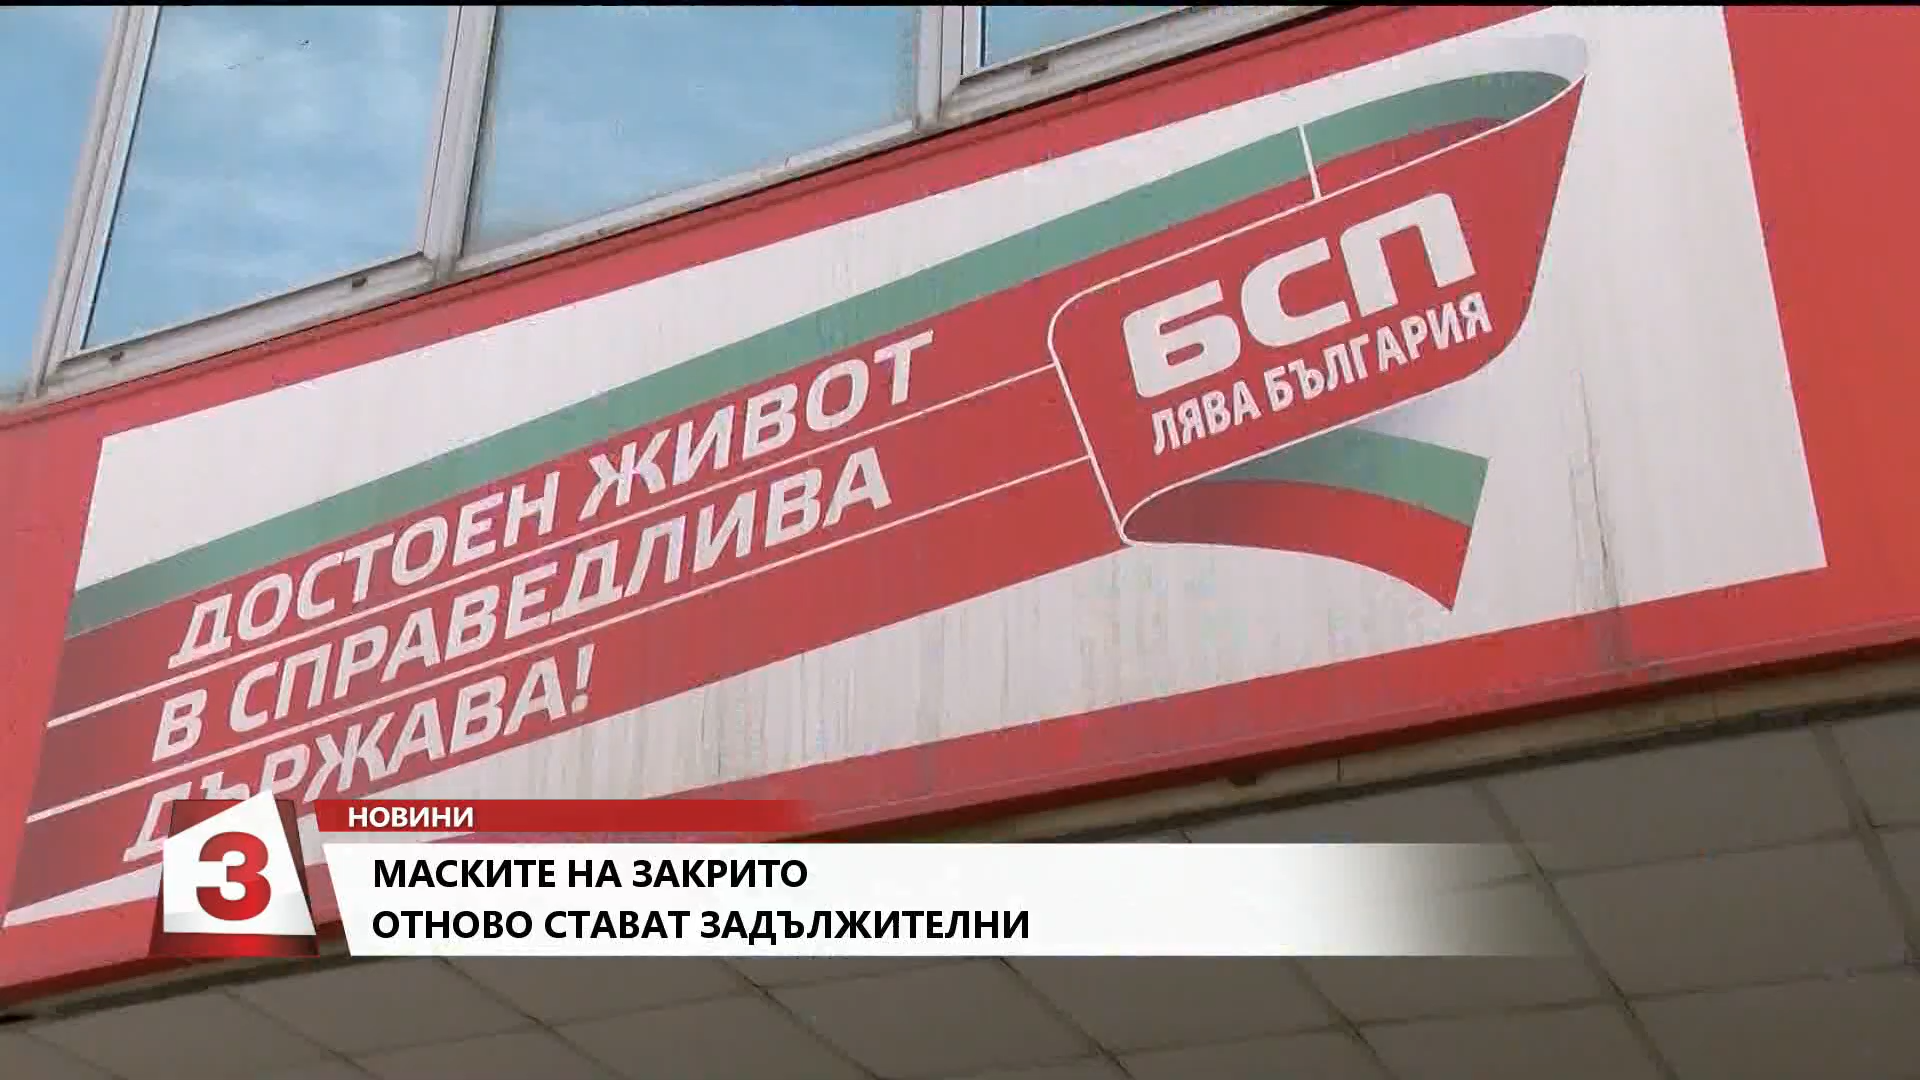 ДОСТОЕН ЖИВОТ
В СПРАВЕДЛИВА
ДЪРЖАВА!
БСП
ЛЯВА БЪЛГАРИЯ
3
НОВИНИ
МАСКИТЕ НА ЗАКРИТО
ОТНОВО СТАВАТ ЗАДЪЛЖИТЕЛНИ